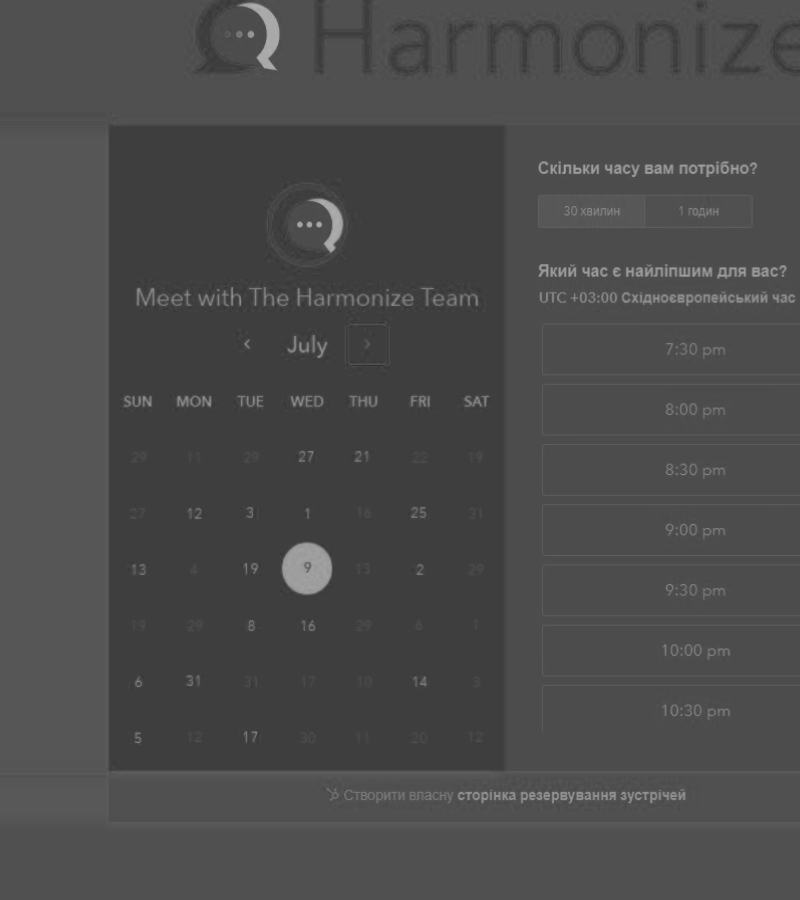 Harmonize
Meet with The Harmonize Team
July
SUN MON TUE WED THU FRI SAT
29 11 29 27 21 22 19
27 12 3 1 16 25 31
13 4 19 9 13 2 29
19 29 8 16 29 6 1
6 31 31 17 10 14 3
5 12 17 30 11 20 12
Скільки часу вам потрібно?
30 хвилин 1 годин
Який час є найліпшим для вас?
UTC +03:00 Східноєвропейський час
7:30 pm
8:00 pm
8:30 pm
9:00 pm
9:30 pm
10:00 pm
10:30 pm
Створити власну сторінка резервування зустрічей